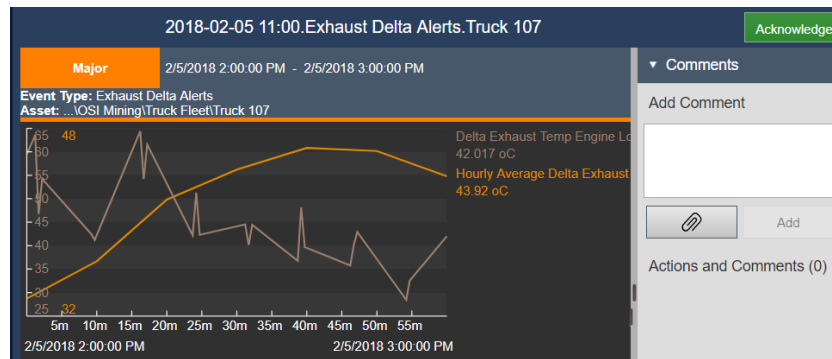 2018-02-05 11:00.Exhaust Delta Alerts.Truck 107
Acknowledge
Major
2/5/2018 2:00:00 PM - 2/5/2018 3:00:00 PM
Event Type: Exhaust Delta Alerts
Asset: ...\OSI Mining\Truck Fleet\Truck 107
65 48
60
55
50
45
40
35
30
25 32
5m 10m 15m 20m 25m 30m 35m 40m 45m 50m 55m
2/5/2018 2:00:00 PM 2/5/2018 3:00:00 PM
Delta Exhaust Temp Engine Lo
42.017 oC
Hourly Average Delta Exhaust
43.92 oC
Comments
Add Comment
Add
Actions and Comments (0)